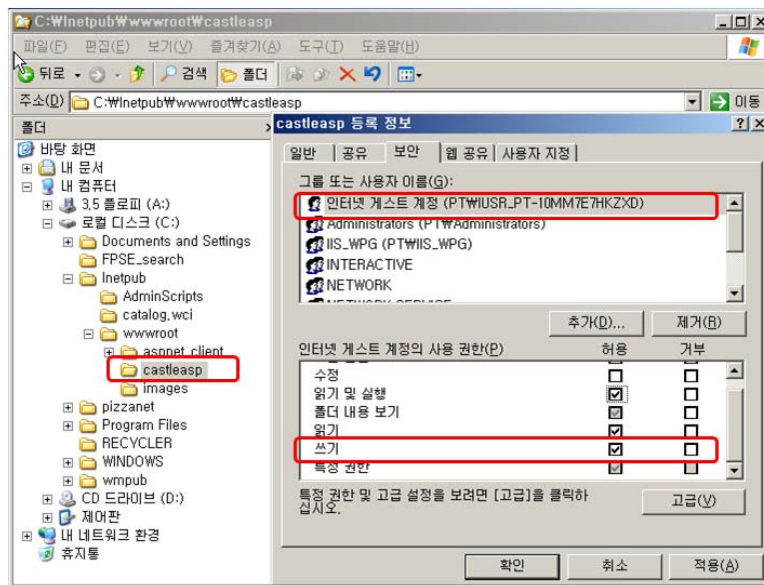 C:₩Inetpub₩wwwroot₩castleasp
파일(F) 편집(E) 보기(V) 즐겨찾기(A) 도구(T) 도움말(H)
뒤로 검색 폴더
주소(D) C:₩Inetpub₩wwwroot₩castleasp 이동
폴더
바탕 화면
내 문서
내 컴퓨터
3,5 플로피 (A:)
로컬 디스크 (C:)
Documents and Settings
FPSE_search
Inetpub
AdminScripts
catalog,wci
wwwroot
aspnet_client
castleasp
images
pizzanet
Program Files
RECYCLER
WINDOWS
wmpub
CD 드라이브 (D:)
제어판
내 네트워크 환경
휴지통
castleasp 등록 정보
일반 공유 보안 웹 공유 사용자 지정
그룹 또는 사용자 이름(G):
인터넷 게스트 계정 (PT₩IUSR_PT-10MM7E7HKZXD)
Administrators (PT₩Administrators)
IIS_WPG (PT₩IIS_WPG)
INTERACTIVE
NETWORK
NETWORK SERVICE
추가(D)... 제거(R)
인터넷 게스트 계정의 사용 권한(P) 허용 거부
수정
읽기 및 실행
폴더 내용 보기
읽기
쓰기
특정 권한
특정 권한 및 고급 설정을 보려면 [고급]을 클릭하
십시오.
고급(V)
확인 취소 적용(A)